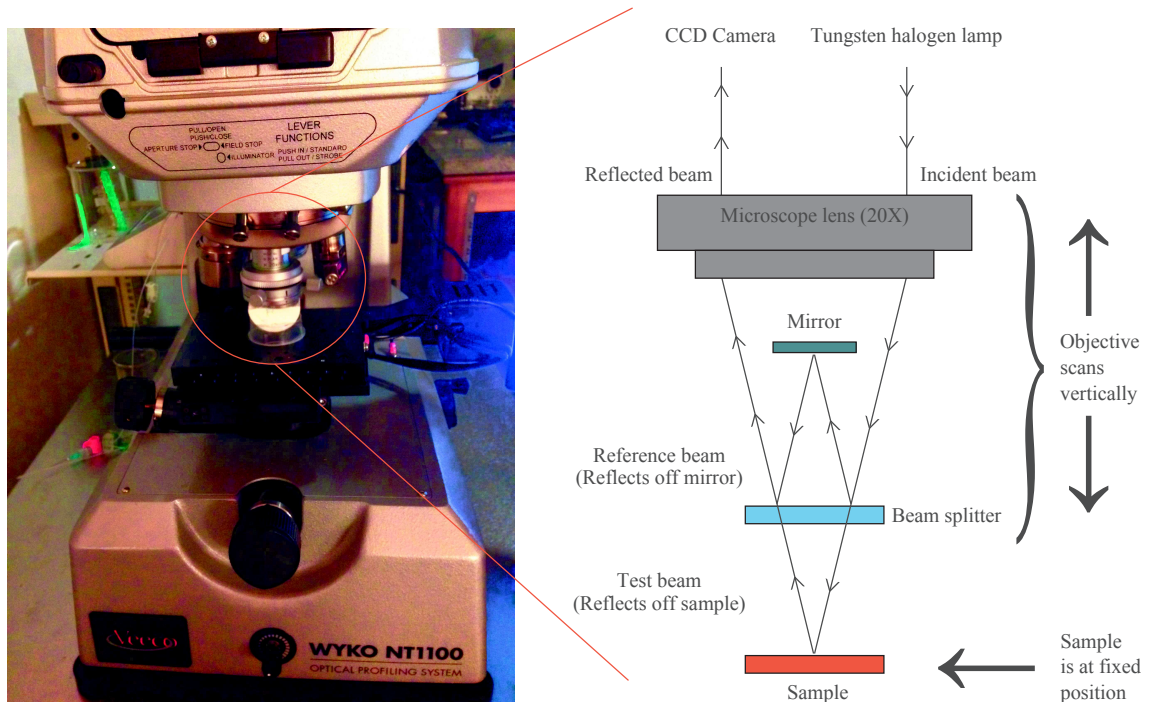 PULL/OPEN
PUSH/CLOSE
APERTURE STOP
FIELD STOP
ILLUMINATOR
LEVER
FUNCTIONS
PUSH IN / STANDARD
PULL OUT / STROBE
Veeco
WYKO NT1100
OPTICAL PROFILING SYSTEM
CCD Camera
Tungsten halogen lamp
Reflected beam
Incident beam
Microscope lens (20X)
Mirror
Objective
scans
vertically
Reference beam
(Reflects off mirror)
Beam splitter
Test beam
(Reflects off sample)
Sample
Sample
is at fixed
position